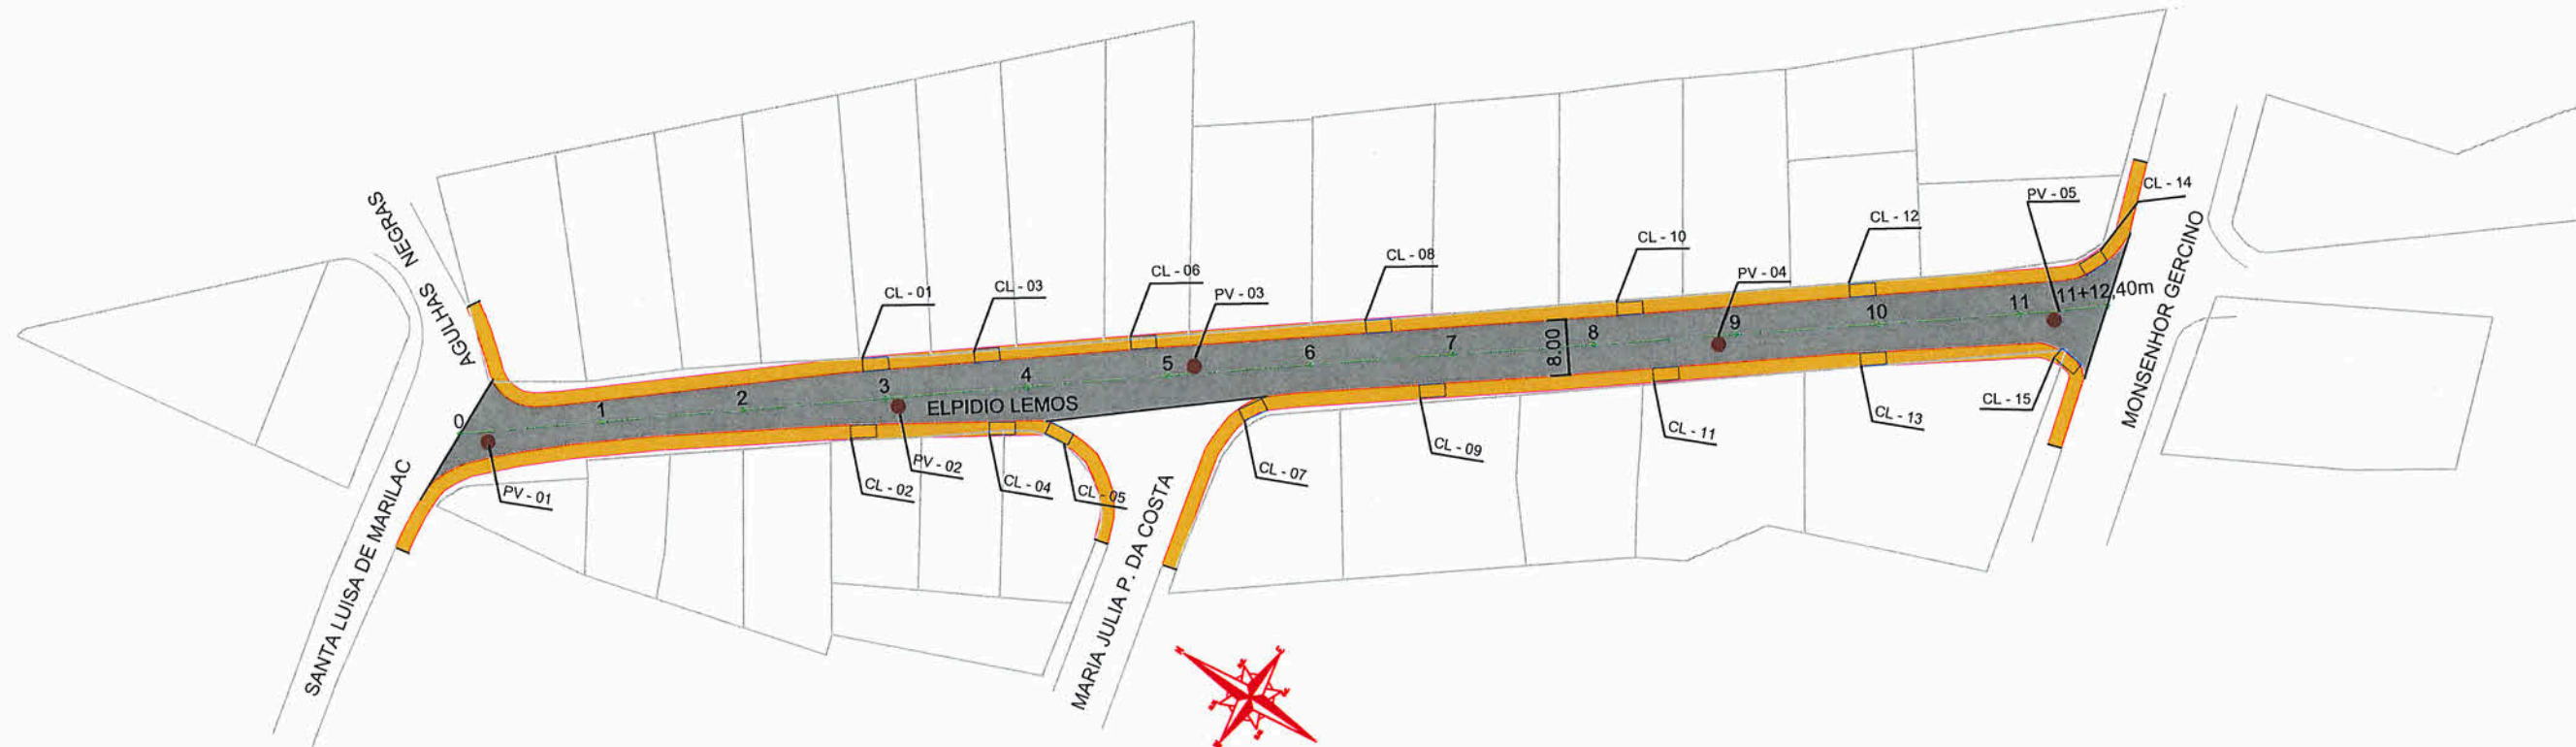 AGULHAS NEGRAS
SANTA LUISA DE MARILAC
CL - 01
CL - 03
CL - 06
PV - 03
CL - 08
CL - 10
PV - 04
CL - 12
PV - 05
CL - 14
0
1
2
3
4
5
6
7
8.00
8
9
10
11
11+12,40m
ELPIDIO LEMOS
PV - 01
CL - 02
PV - 02
CL - 04
CL - 05
CL - 07
CL - 09
CL - 11
CL - 13
CL - 15
MARIA JULIA P. DA COSTA
MONSENHOR GERCINO